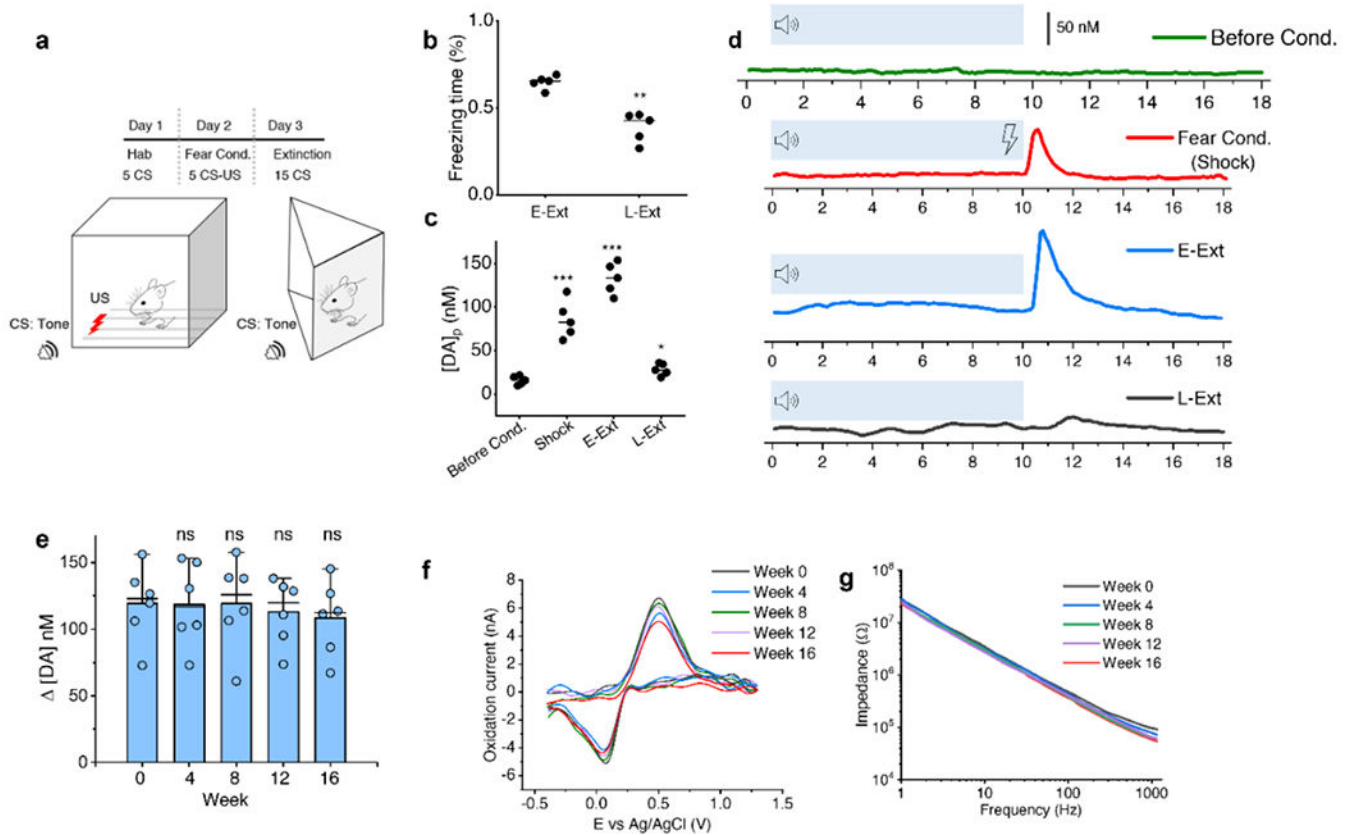 a
Day 1 Day 2 Day 3
Hab Fear Cond. Extinction
5 CS 5 CS-US 15 CS
US
CS: Tone
CS: Tone
b
Freezing time (%)
1.0
0.5
0.0
**
E-Ext L-Ext
c
[DA]p (nM)
150
100
50
0
***
***
*
Before Cond. Shock E-Ext L-Ext
d
50 nM
Before Cond.
0 2 4 6 8 10 12 14 16 18
Fear Cond.
(Shock)
0 2 4 6 8 10 12 14 16 18
E-Ext
0 2 4 6 8 10 12 14 16 18
L-Ext
0 2 4 6 8 10 12 14 16 18
e
Δ [DA] nM
ns ns ns ns
150
100
50
0
0 4 8 12 16
Week
f
Oxidation current (nA)
8
6
4
2
0
-2
-4
-6
Week 0
Week 4
Week 8
Week 12
Week 16
-0.5 0.0 0.5 1.0 1.5
E vs Ag/AgCl (V)
g
Impedance (Ω)
10⁸
10⁷
10⁶
10⁵
10⁴
Week 0
Week 4
Week 8
Week 12
Week 16
1 10 100 1000
Frequency (Hz)